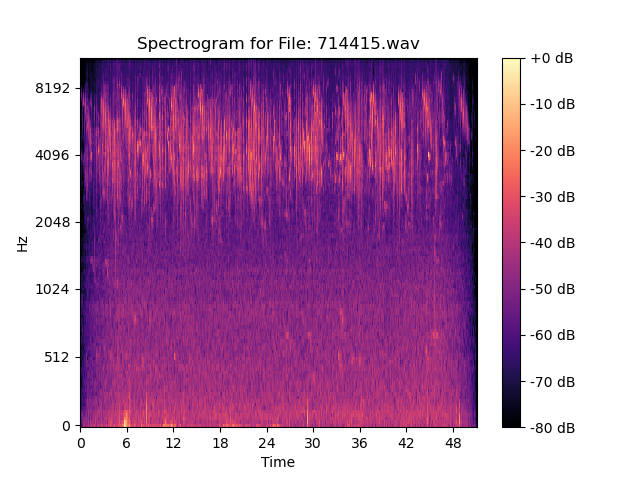 Spectrogram for File: 714415.wav
8192
4096
2048
1024
512
0
Hz
0 6 12 18 24 30 36 42 48
Time
+0 dB
-10 dB
-20 dB
-30 dB
-40 dB
-50 dB
-60 dB
-70 dB
-80 dB